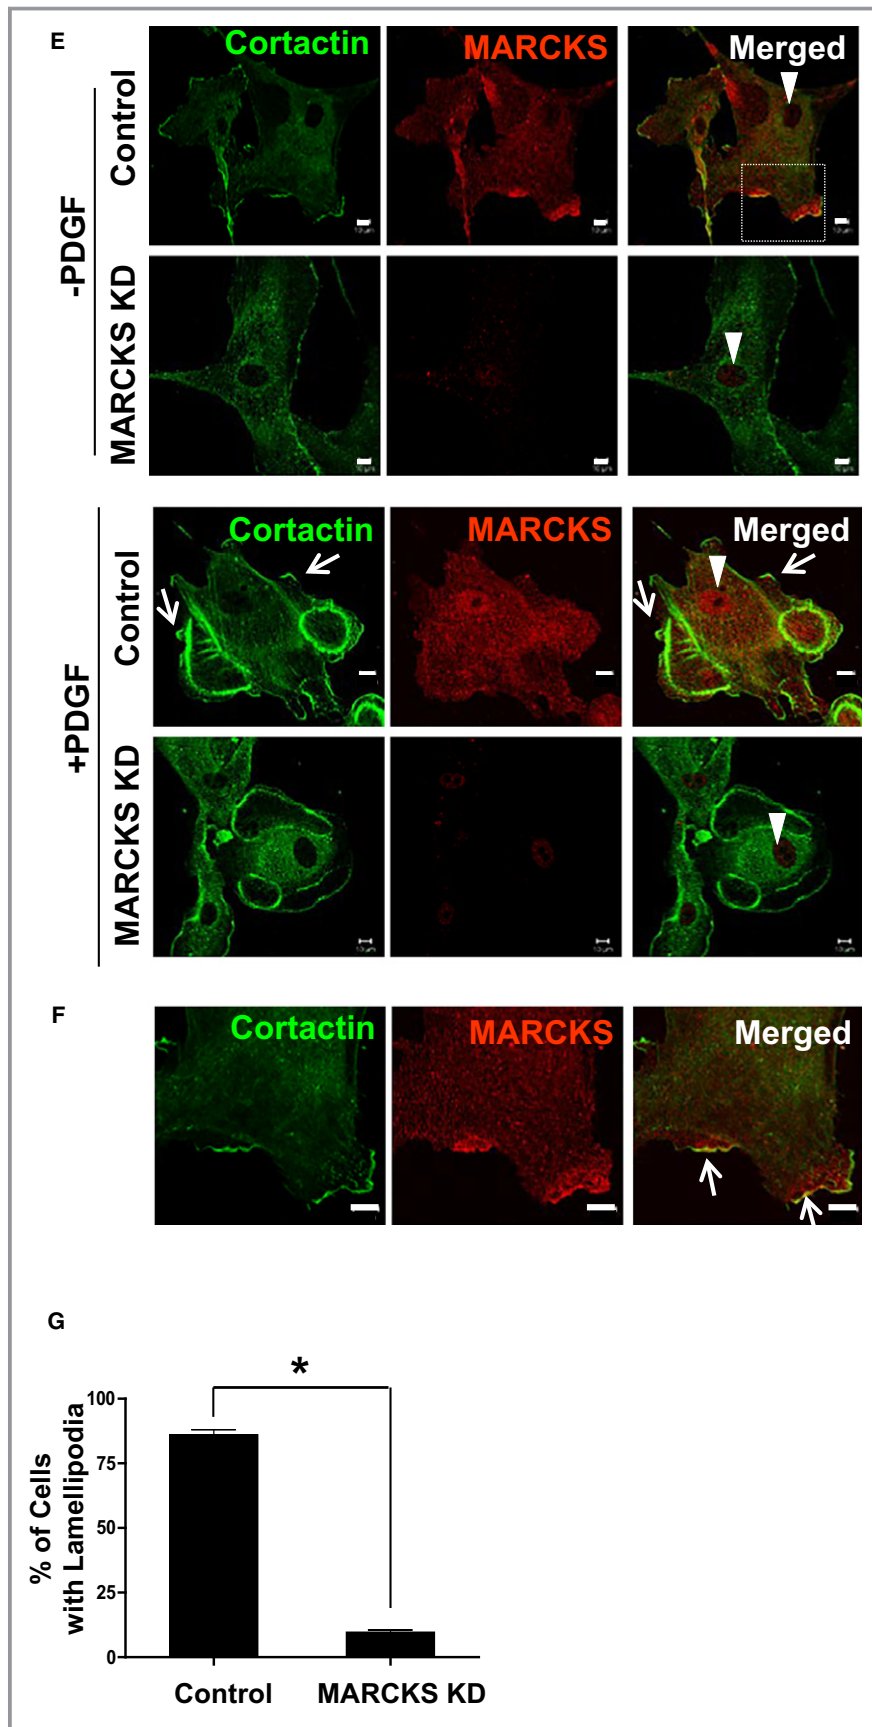 E
Cortactin
MARCKS
Merged
-PDGF
Control
MARCKS KD
Cortactin
MARCKS
Merged
+PDGF
Control
MARCKS KD
F
Cortactin
MARCKS
Merged
G
*
% of Cells
with Lamellipodia
100
75
50
25
0
Control
MARCKS KD